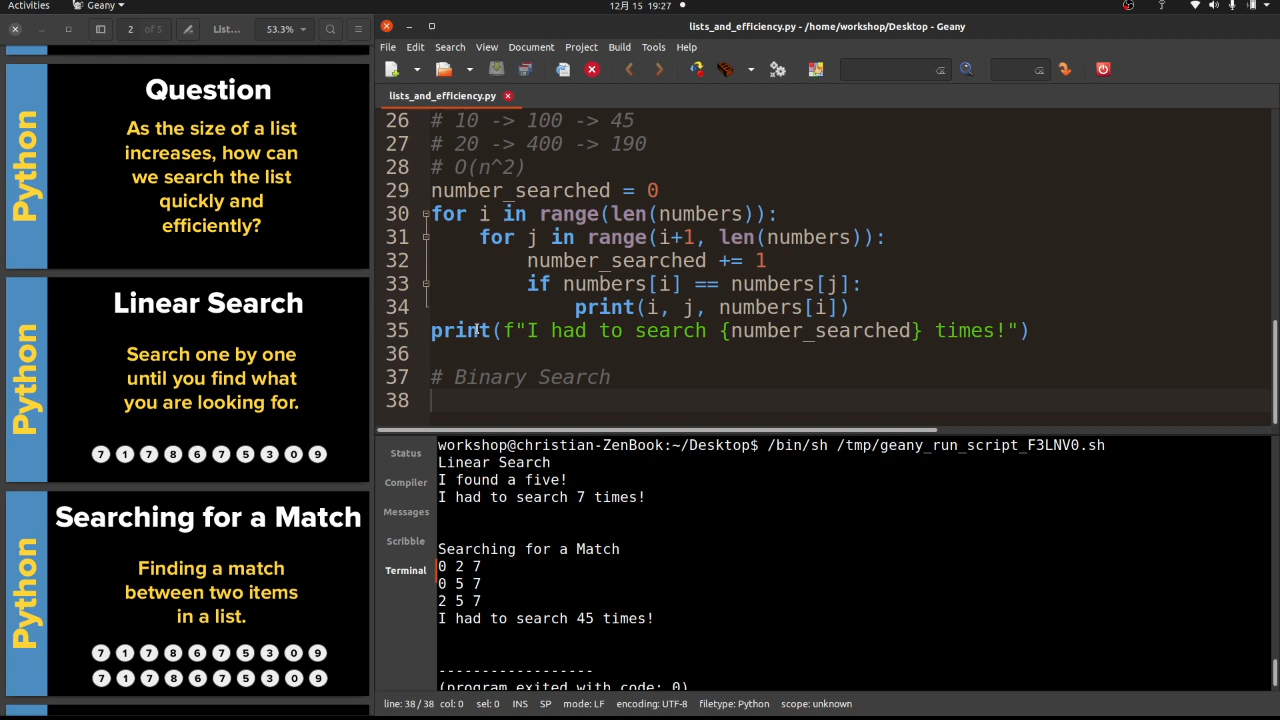 Activities
Geany
12月 15 19:27
2
of 5
List...
53.3%
Python
Question
As the size of a list
increases, how can
we search the list
quickly and
efficiently?
Python
Linear Search
Search one by one
until you find what
you are looking for.
7 1 7 8 6 7 5 3 0 9
Python
Searching for a Match
Finding a match
between two items
in a list.
7 1 7 8 6 7 5 3 0 9
7 1 7 8 6 7 5 3 0 9
lists_and_efficiency.py - /home/workshop/Desktop - Geany
File Edit Search View Document Project Build Tools Help
lists_and_efficiency.py
26 # 10 -> 100 -> 45
27 # 20 -> 400 -> 190
28 # O(n^2)
29 number_searched = 0
30 for i in range(len(numbers)):
31 for j in range(i+1, len(numbers)):
32 number_searched += 1
33 if numbers[i] == numbers[j]:
34 print(i, j, numbers[i])
35 print(f"I had to search {number_searched} times!")
36
37 # Binary Search
38
Status
Compiler
Messages
Scribble
Terminal
workshop@christian-ZenBook:~/Desktop$ /bin/sh /tmp/geany_run_script_F3LNV0.sh
Linear Search
I found a five!
I had to search 7 times!
Searching for a Match
0 2 7
0 5 7
2 5 7
I had to search 45 times!
------------------
(program exited with code: 0)
line: 38 / 38 col: 0 sel: 0 INS SP mode: LF encoding: UTF-8 filetype: Python scope: unknown